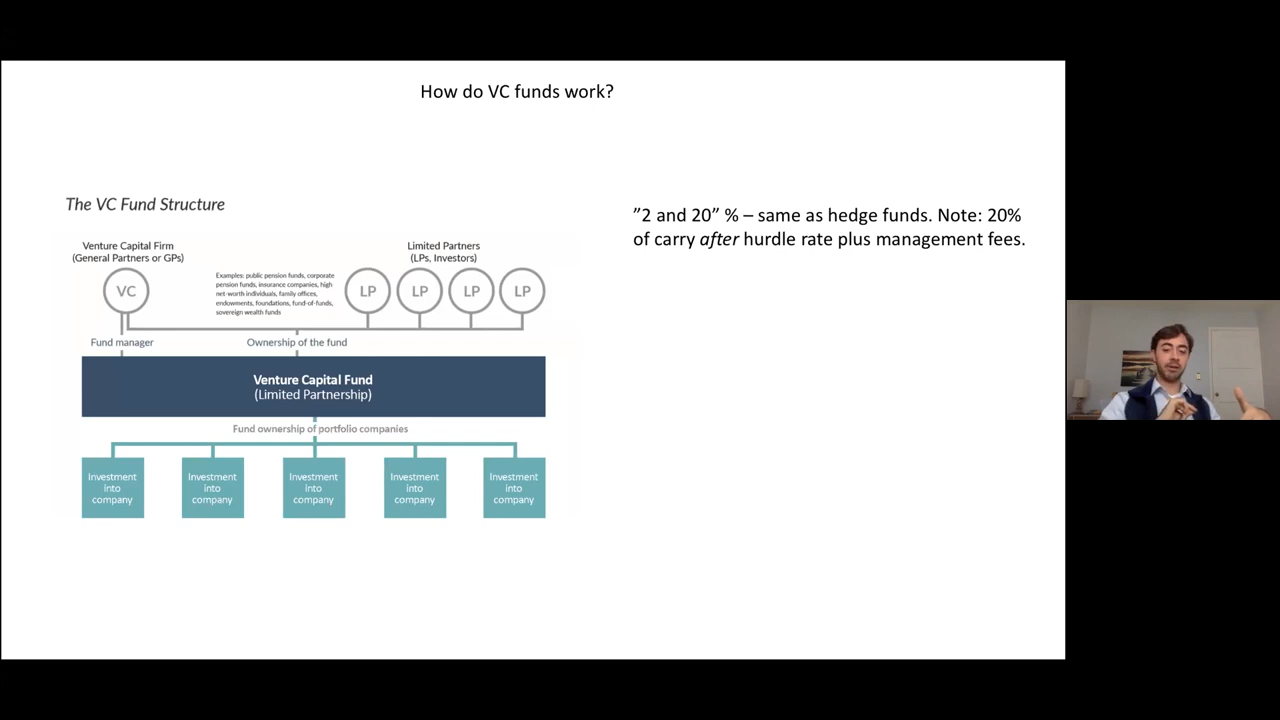 How do VC funds work?
The VC Fund Structure
Venture Capital Firm
(General Partners or GPs)
VC
Examples: public pension funds, corporate
pension funds, insurance companies, high
net-worth individuals, family offices,
endowments, foundations, fund-of-funds,
sovereign wealth funds
Limited Partners
(LPs, Investors)
LP LP LP LP
Fund manager
Ownership of the fund
Venture Capital Fund
(Limited Partnership)
Fund ownership of portfolio companies
Investment
into
company
Investment
into
company
Investment
into
company
Investment
into
company
Investment
into
company
”2 and 20” % – same as hedge funds. Note: 20%
of carry after hurdle rate plus management fees.